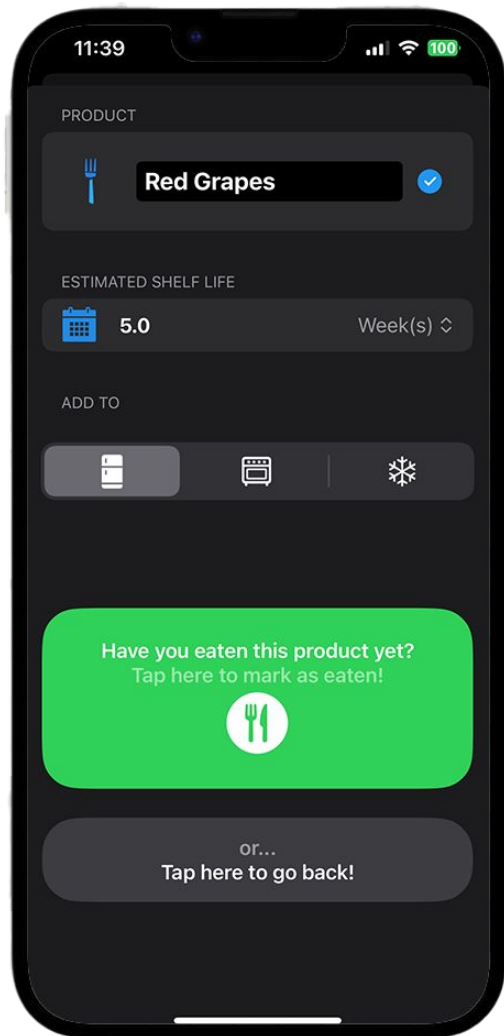 11:39
100
PRODUCT
Red Grapes
ESTIMATED SHELF LIFE
5.0 Week(s)
ADD TO
Have you eaten this product yet?
Tap here to mark as eaten!
or...
Tap here to go back!